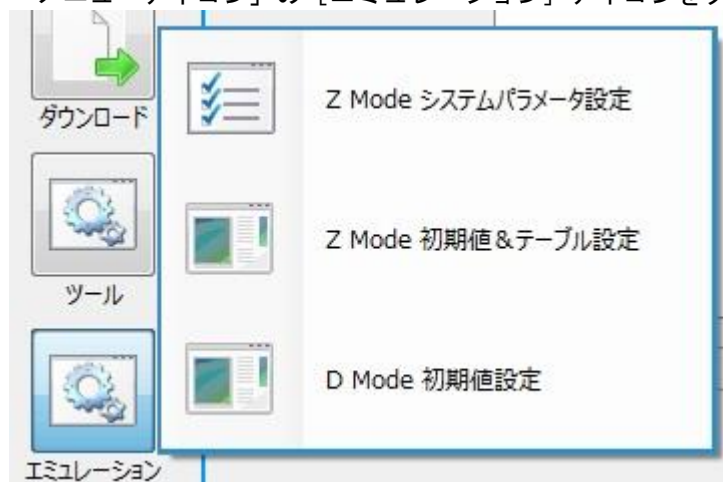 ダウンロード
Z Mode システムパラメータ設定
Z Mode 初期値&テーブル設定
ツール
D Mode 初期値設定
エミュレーション